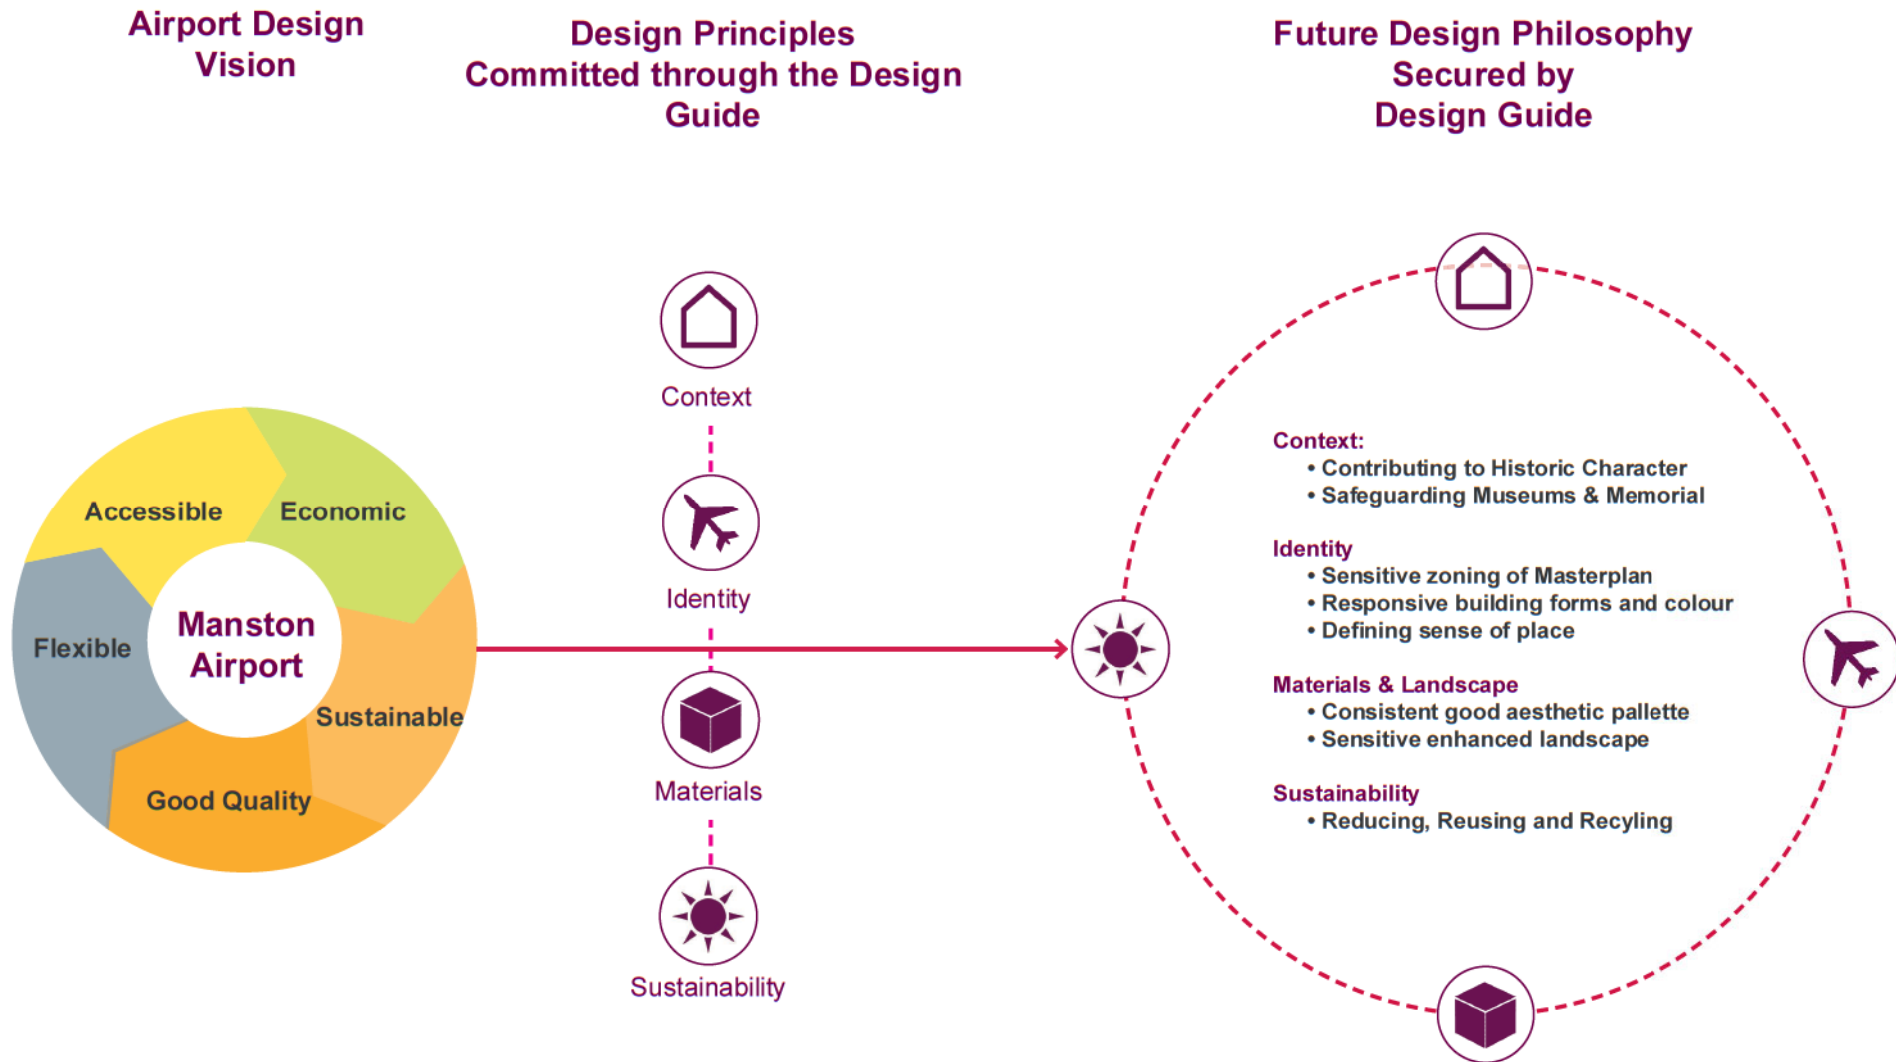 Airport Design
Vision
Design Principles
Committed through the Design
Guide
Future Design Philosophy
Secured by
Design Guide
Accessible
Economic
Flexible
Manston
Airport
Sustainable
Good Quality
Context
Identity
Materials
Sustainability
Context:
• Contributing to Historic Character
• Safeguarding Museums & Memorial
Identity
• Sensitive zoning of Masterplan
• Responsive building forms and colour
• Defining sense of place
Materials & Landscape
• Consistent good aesthetic pallette
• Sensitive enhanced landscape
Sustainability
• Reducing, Reusing and Recyling